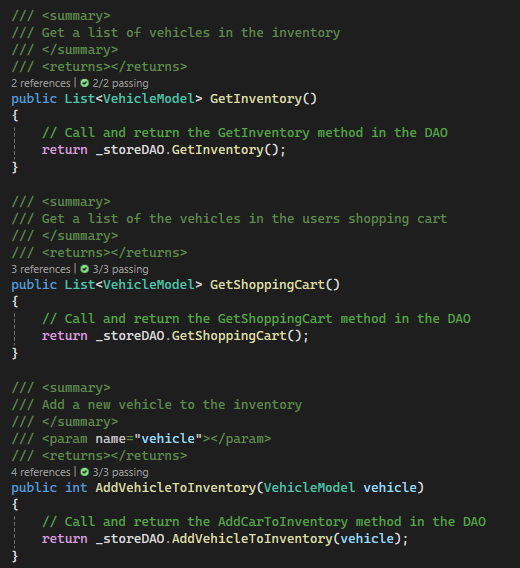 /// <summary>
/// Get a list of vehicles in the inventory
/// </summary>
/// <returns></returns>
2 references | 2/2 passing
public List<VehicleModel> GetInventory()
{
// Call and return the GetInventory method in the DAO
return _storeDAO.GetInventory();
}
/// <summary>
/// Get a list of the vehicles in the users shopping cart
/// </summary>
/// <returns></returns>
3 references | 3/3 passing
public List<VehicleModel> GetShoppingCart()
{
// Call and return the GetShoppingCart method in the DAO
return _storeDAO.GetShoppingCart();
}
/// <summary>
/// Add a new vehicle to the inventory
/// </summary>
/// <param name="vehicle"></param>
/// <returns></returns>
4 references | 3/3 passing
public int AddVehicleToInventory(VehicleModel vehicle)
{
// Call and return the AddCarToInventory method in the DAO
return _storeDAO.AddVehicleToInventory(vehicle);
}